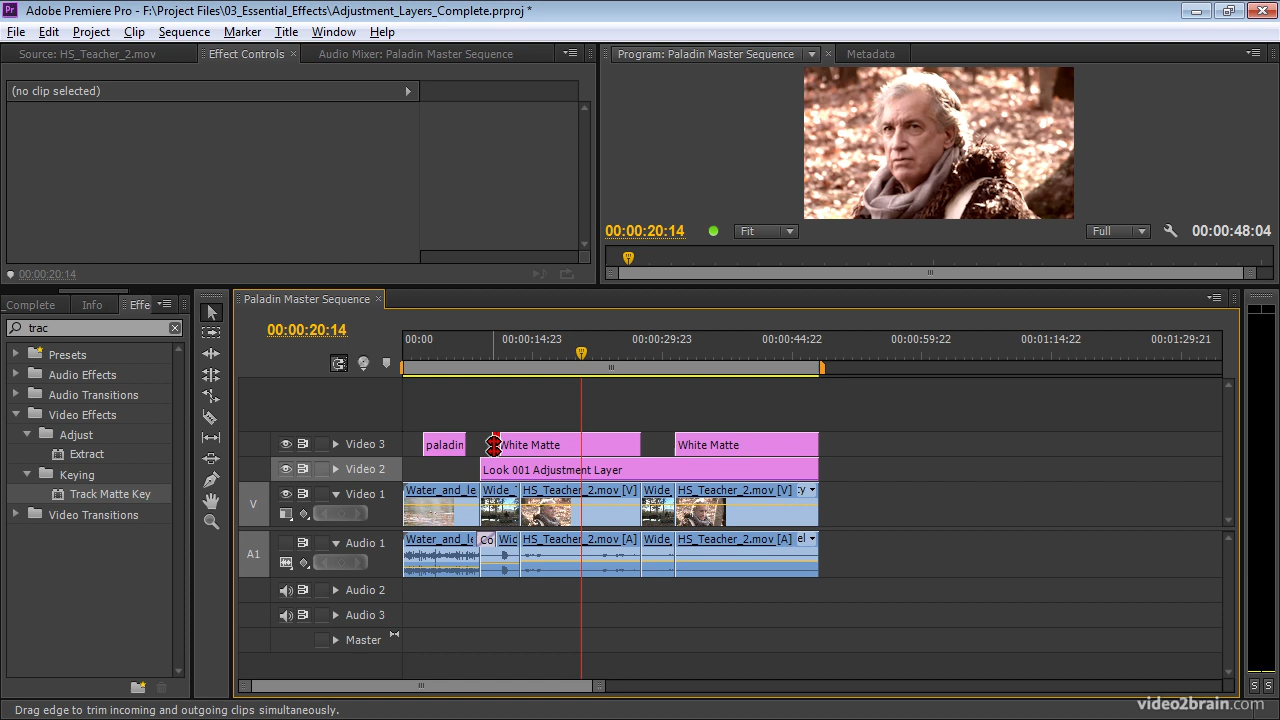 Pr Adobe Premiere Pro - F:\Project Files\03_Essential_Effects\Adjustment_Layers_Complete.prproj *
File Edit Project Clip Sequence Marker Title Window Help
Source: HS_Teacher_2.mov Effect Controls × Audio Mixer: Paladin Master Sequence
Program: Paladin Master Sequence × Metadata
(no clip selected)
00:00:20:14 Fit Full 00:00:48:04
00:00:20:14
Complete Info Effe
trac
Presets
Audio Effects
Audio Transitions
Video Effects
Adjust
Extract
Keying
Track Matte Key
Video Transitions
Paladin Master Sequence ×
00:00:20:14
00:00 00:00:14:23 00:00:29:23 00:00:44:22 00:00:59:22 00:01:14:22 00:01:29:21
Video 3 paladin White Matte White Matte
Video 2 Look 001 Adjustment Layer
V Video 1 Water_and_le Wide_ HS_Teacher_2.mov [V] Wide_ HS_Teacher_2.mov [V] :y
A1 Audio 1 Water_and_le Co Wid HS_Teacher_2.mov [A] Wide_ HS_Teacher_2.mov [A] el
Audio 2
Audio 3
Master
S S
Drag edge to trim incoming and outgoing clips simultaneously.
video2brain.com